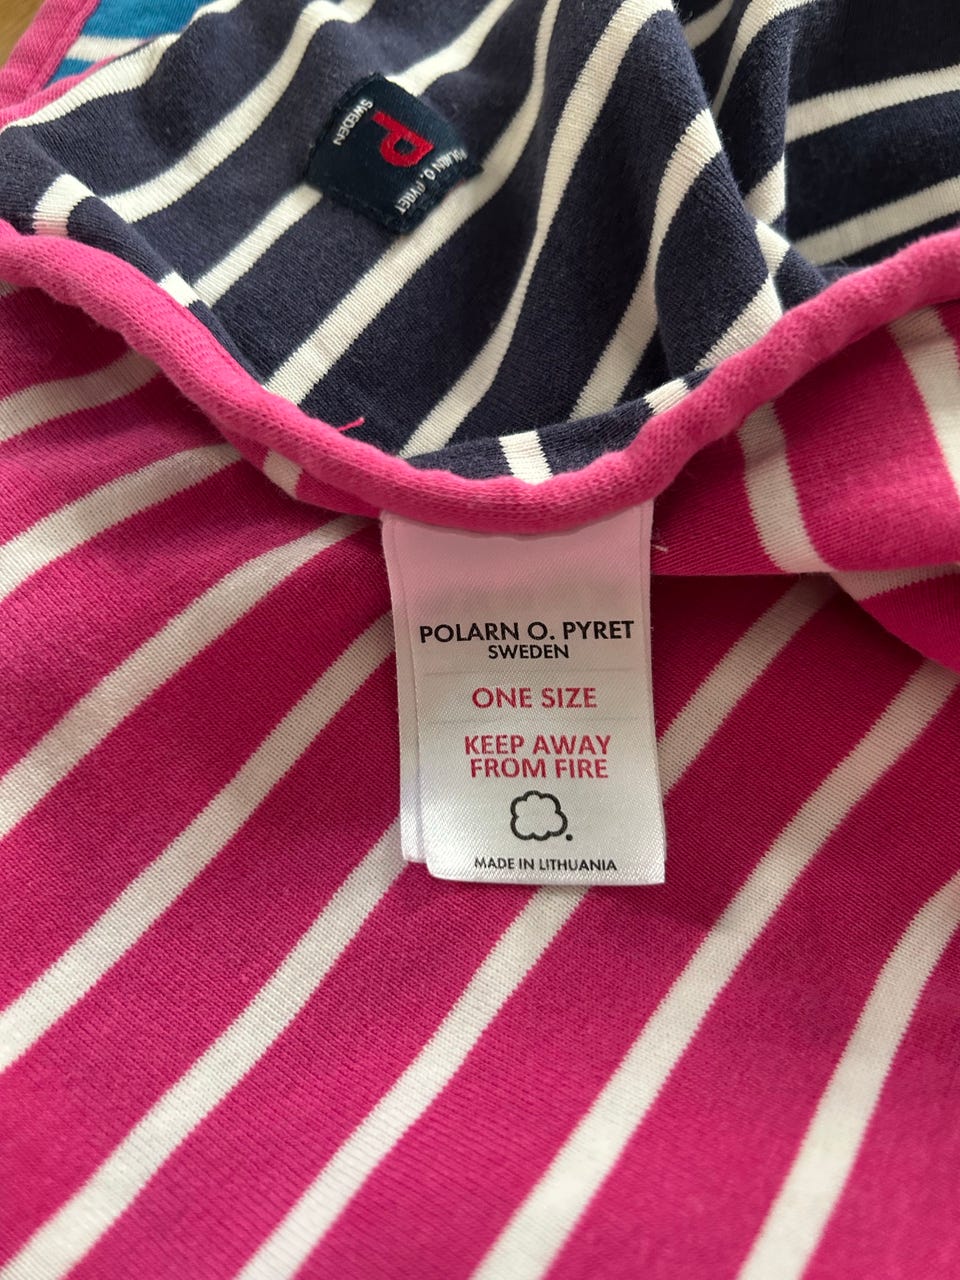 SWEDEN
P
POLARN O. PYRET
POLARN O. PYRET
SWEDEN
ONE SIZE
KEEP AWAY
FROM FIRE
MADE IN LITHUANIA